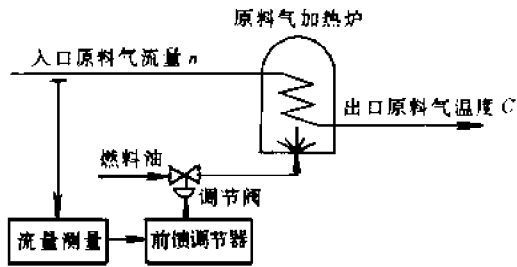 原料气加热炉
入口原料气流量 n
出口原料气温度 C
燃料油
调节阀
流量测量
前馈调节器